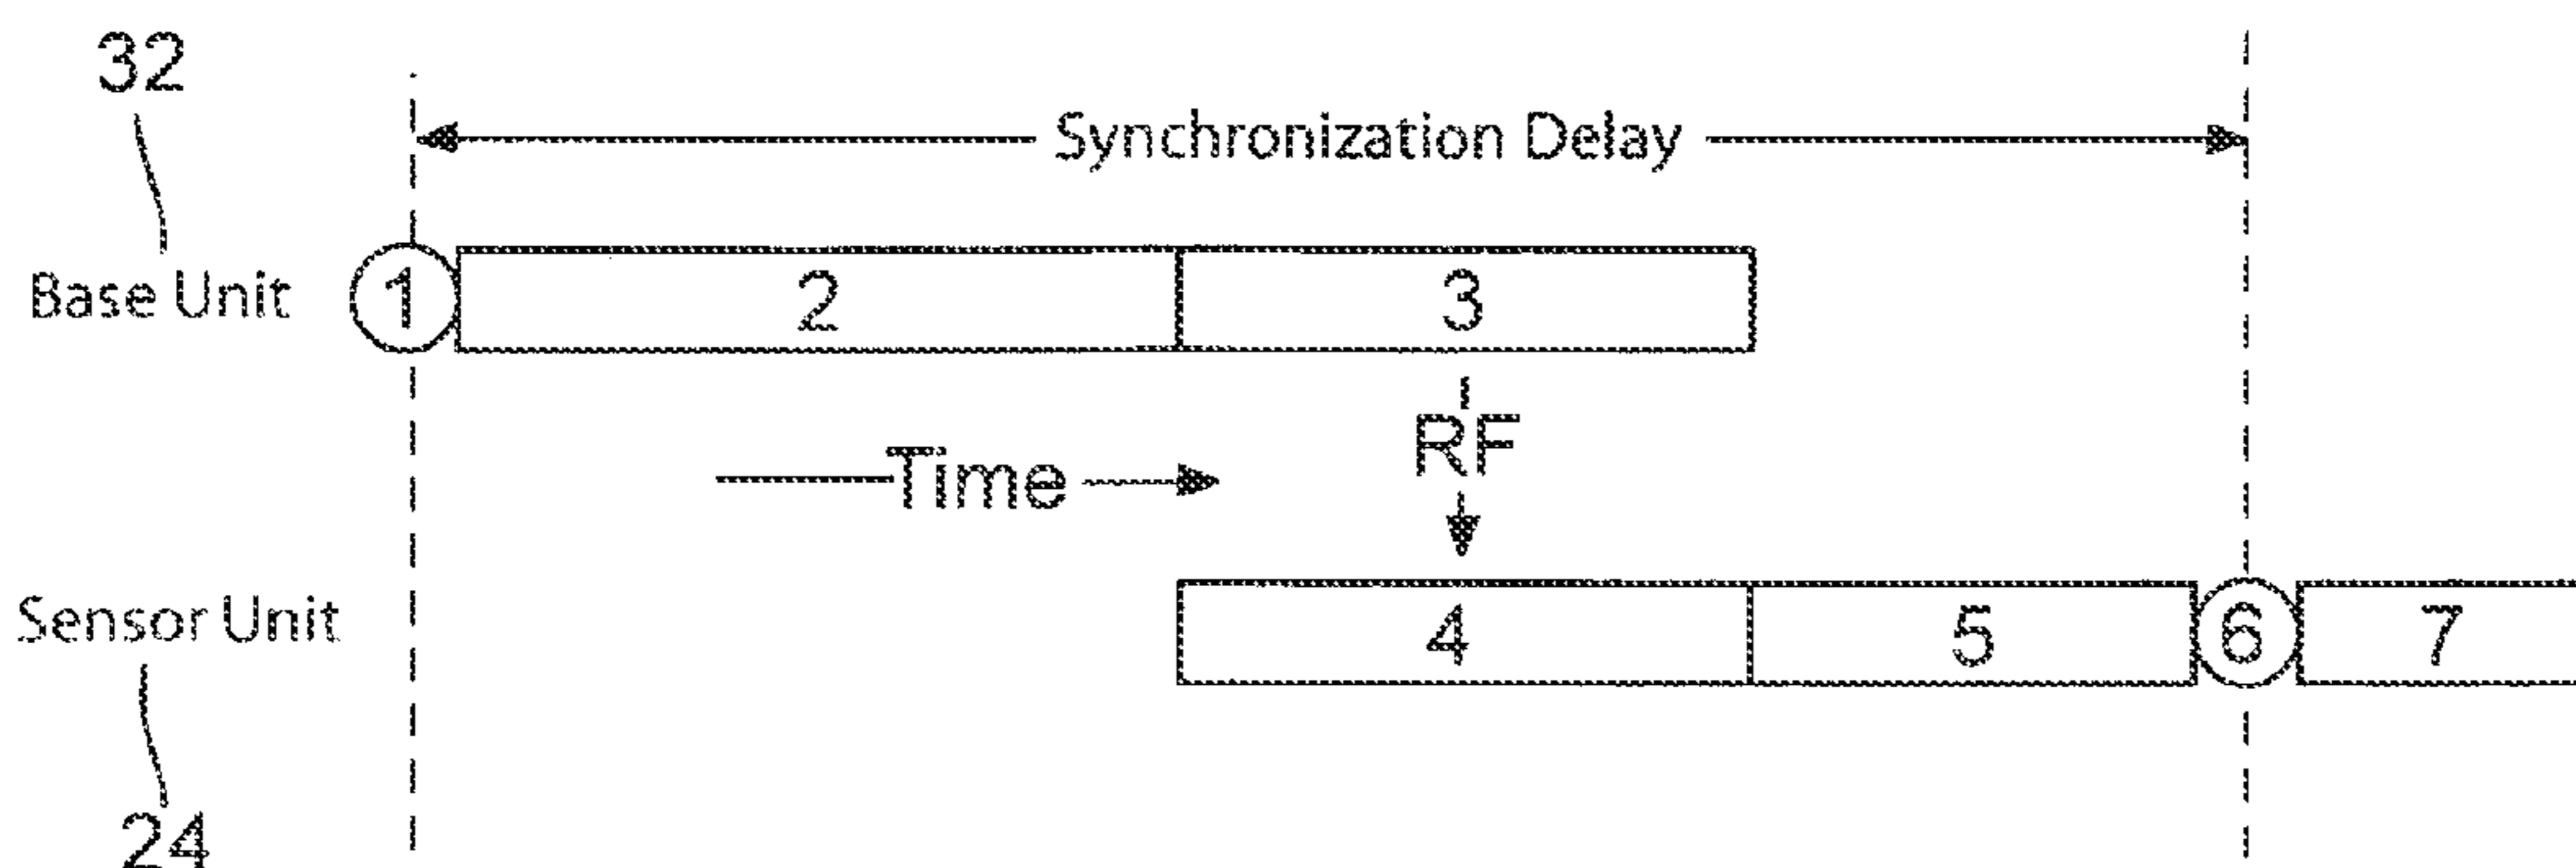 32
Synchronization Delay
Base Unit 1 2 3
RF
Time
Sensor Unit 4 5 6 7
24